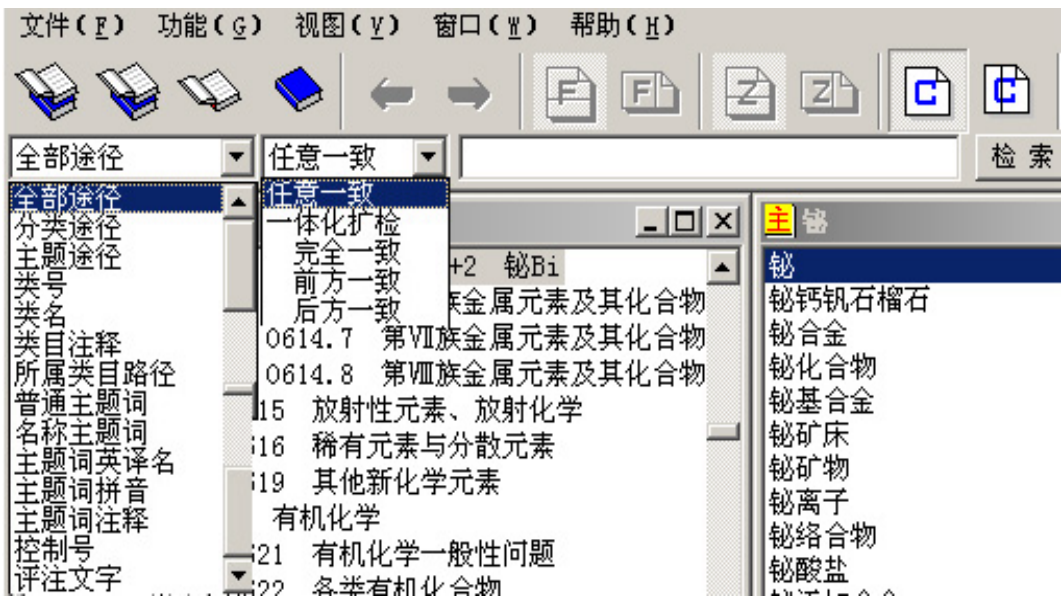 文件(F) 功能(G) 视图(V) 窗口(W) 帮助(H)
F F Z Z C C
全部途径 任意一致 检 索
全部途径
分类途径
主题途径
类号
类名
类目注释
所属类目路径
普通主题词
名称主题词
主题词英译名
主题词拼音
主题词注释
控制号
评注文字
任意一致
一体化扩检
完全一致
前方一致
后方一致
+2 铋Bi
族金属元素及其化合物
O614.7 第Ⅶ族金属元素及其化合物
O614.8 第Ⅷ族金属元素及其化合物
15 放射性元素、放射化学
616 稀有元素与分散元素
619 其他新化学元素
有机化学
621 有机化学一般性问题
622 各类有机化合物
主 铋
铋
铋钙钒石榴石
铋合金
铋化合物
铋基合金
铋矿床
铋矿物
铋离子
铋络合物
铋酸盐